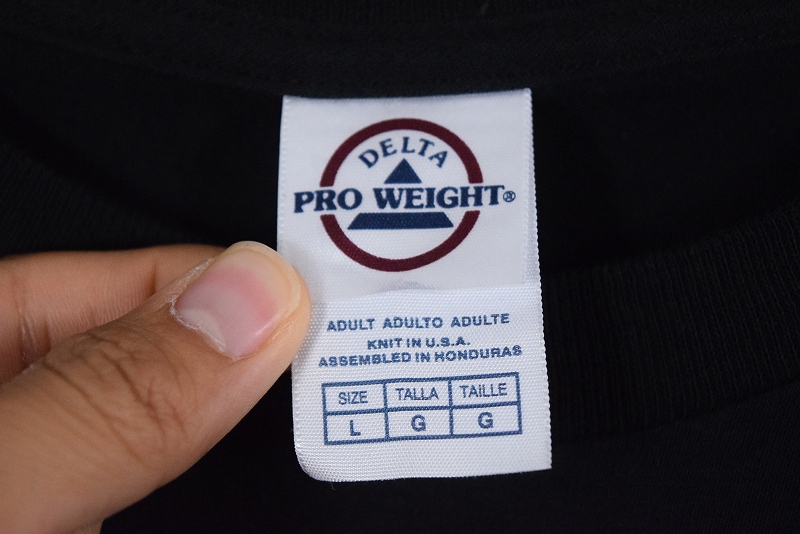 DELTA
PRO WEIGHT®
ADULT ADULTO ADULTE
KNIT IN U.S.A.
ASSEMBLED IN HONDURAS
SIZE TALLA TAILLE
L G G